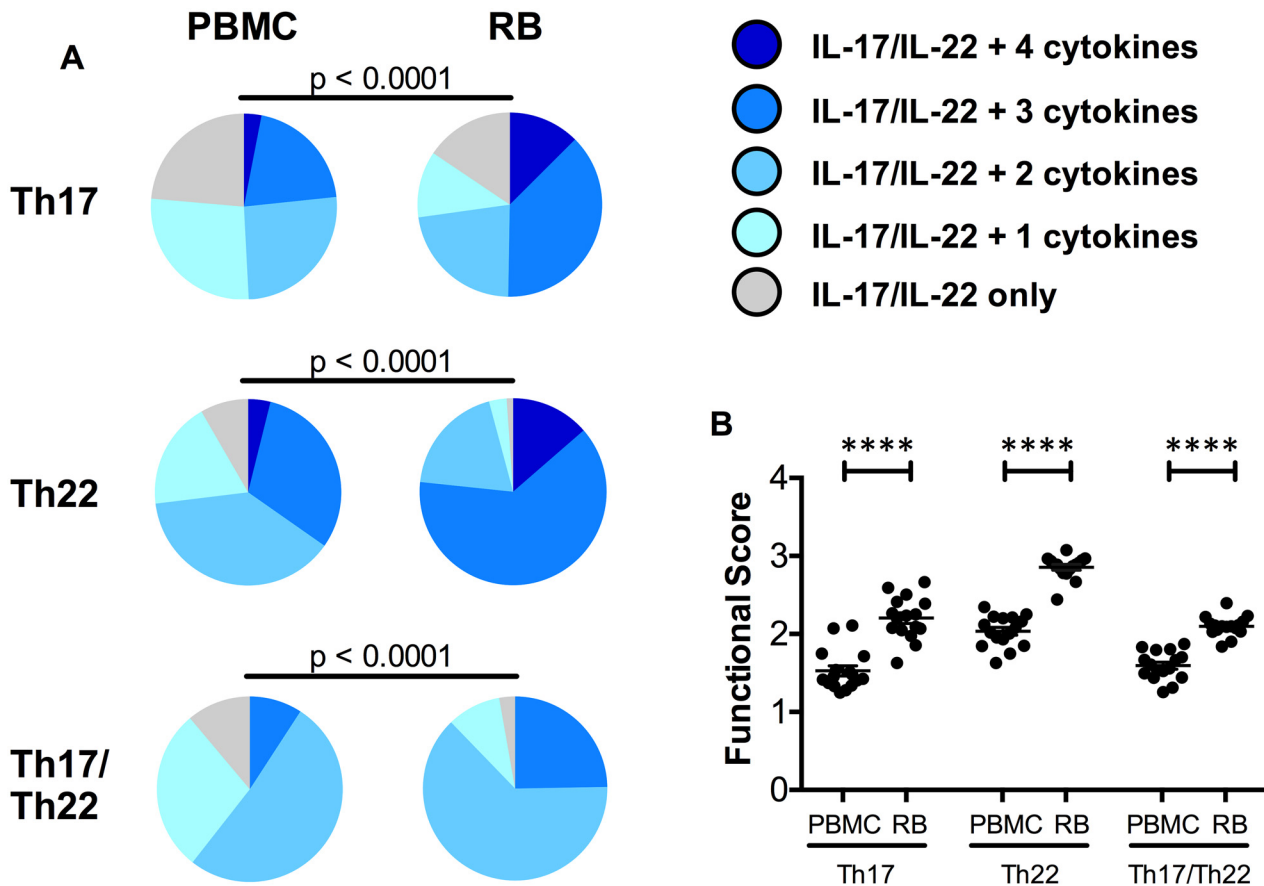 PBMC RB
A
p < 0.0001
Th17
p < 0.0001
Th22
p < 0.0001
Th17/
Th22
IL-17/IL-22 + 4 cytokines
IL-17/IL-22 + 3 cytokines
IL-17/IL-22 + 2 cytokines
IL-17/IL-22 + 1 cytokines
IL-17/IL-22 only
B
**** **** ****
Functional Score
4
3
2
1
0
PBMC RB PBMC RB PBMC RB
Th17 Th22 Th17/Th22